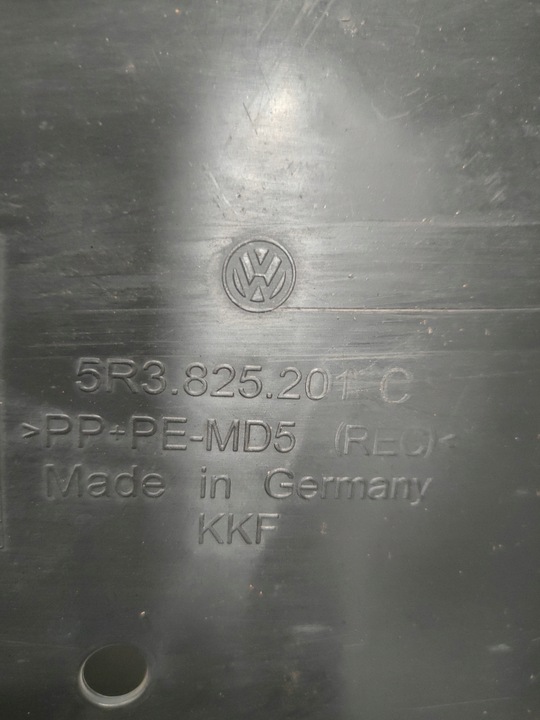 5R3.825.201 C
>PP+PE-MD5 (REC)<
Made in Germany
KKF